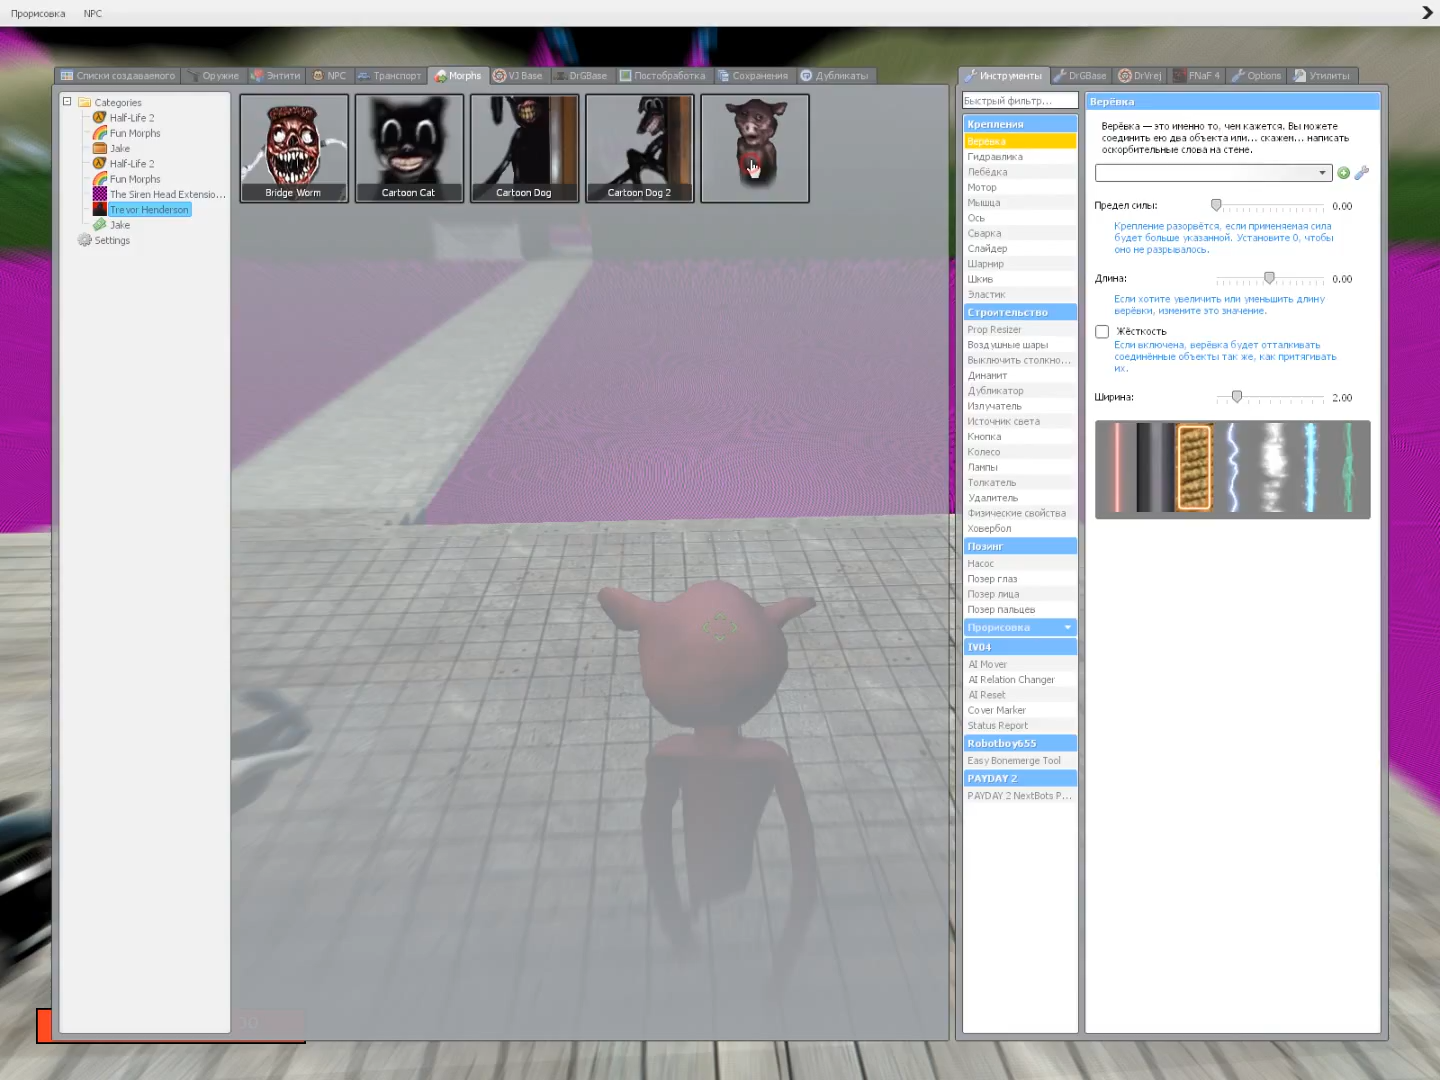 Прорисовка NPC
Списки создаваемого Оружие Энтити NPC Транспорт Morphs VJ Base DrGBase Постобработка Сохранения Дубликаты
Инструменты DrGBase DrVrej FNaF 4 Options Утилиты
Categories
Half-Life 2
Fun Morphs
Jake
Half-Life 2
Fun Morphs
The Siren Head Extensio...
Trevor Henderson
Jake
Settings
Bridge Worm
Cartoon Cat
Cartoon Dog
Cartoon Dog 2
30
Быстрый фильтр...
Крепления
Верёвка
Гидравлика
Лебёдка
Мотор
Мышца
Ось
Сварка
Слайдер
Шарнир
Шкив
Эластик
Строительство
Prop Resizer
Воздушные шары
Выключить столкно...
Динамит
Дубликатор
Излучатель
Источник света
Кнопка
Колесо
Лампы
Толкатель
Удалитель
Физические свойства
Ховербол
Позинг
Насос
Позер глаз
Позер лица
Позер пальцев
Прорисовка
IV04
AI Mover
AI Relation Changer
AI Reset
Cover Marker
Status Report
Robotboy655
Easy Bonemerge Tool
PAYDAY 2
PAYDAY 2 NextBots P...
Верёвка
Верёвка — это именно то, чем кажется. Вы можете
соединить ею два объекта или... скажем... написать
оскорбительные слова на стене.
Предел силы: 0.00
Крепление разорвётся, если применяемая сила
будет больше указанной. Установите 0, чтобы
оно не разрывалось.
Длина: 0.00
Если хотите увеличить или уменьшить длину
верёвки, измените это значение.
Жёсткость
Если включена, верёвка будет отталкивать
соединённые объекты так же, как притягивать
их.
Ширина: 2.00